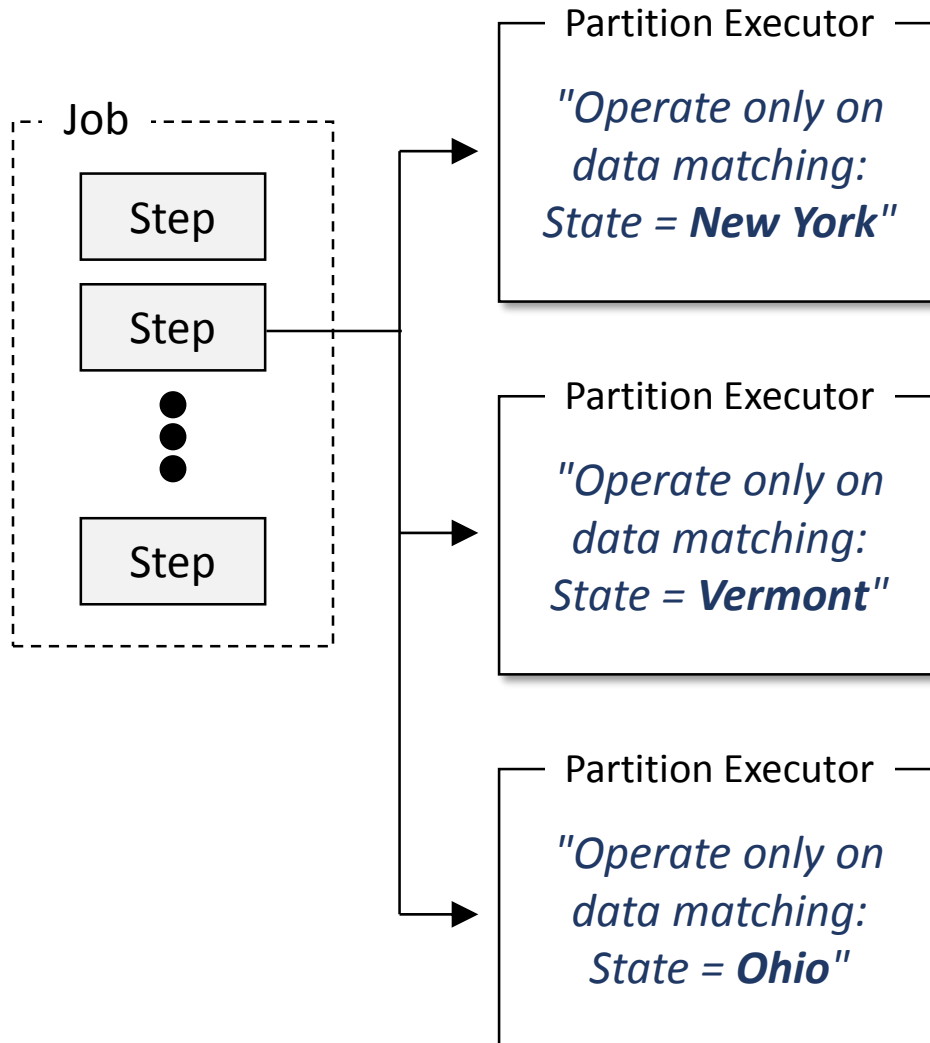 Job
Step
Step
Step
Partition Executor
"Operate only on
data matching:
State = New York"
Partition Executor
"Operate only on
data matching:
State = Vermont"
Partition Executor
"Operate only on
data matching:
State = Ohio"